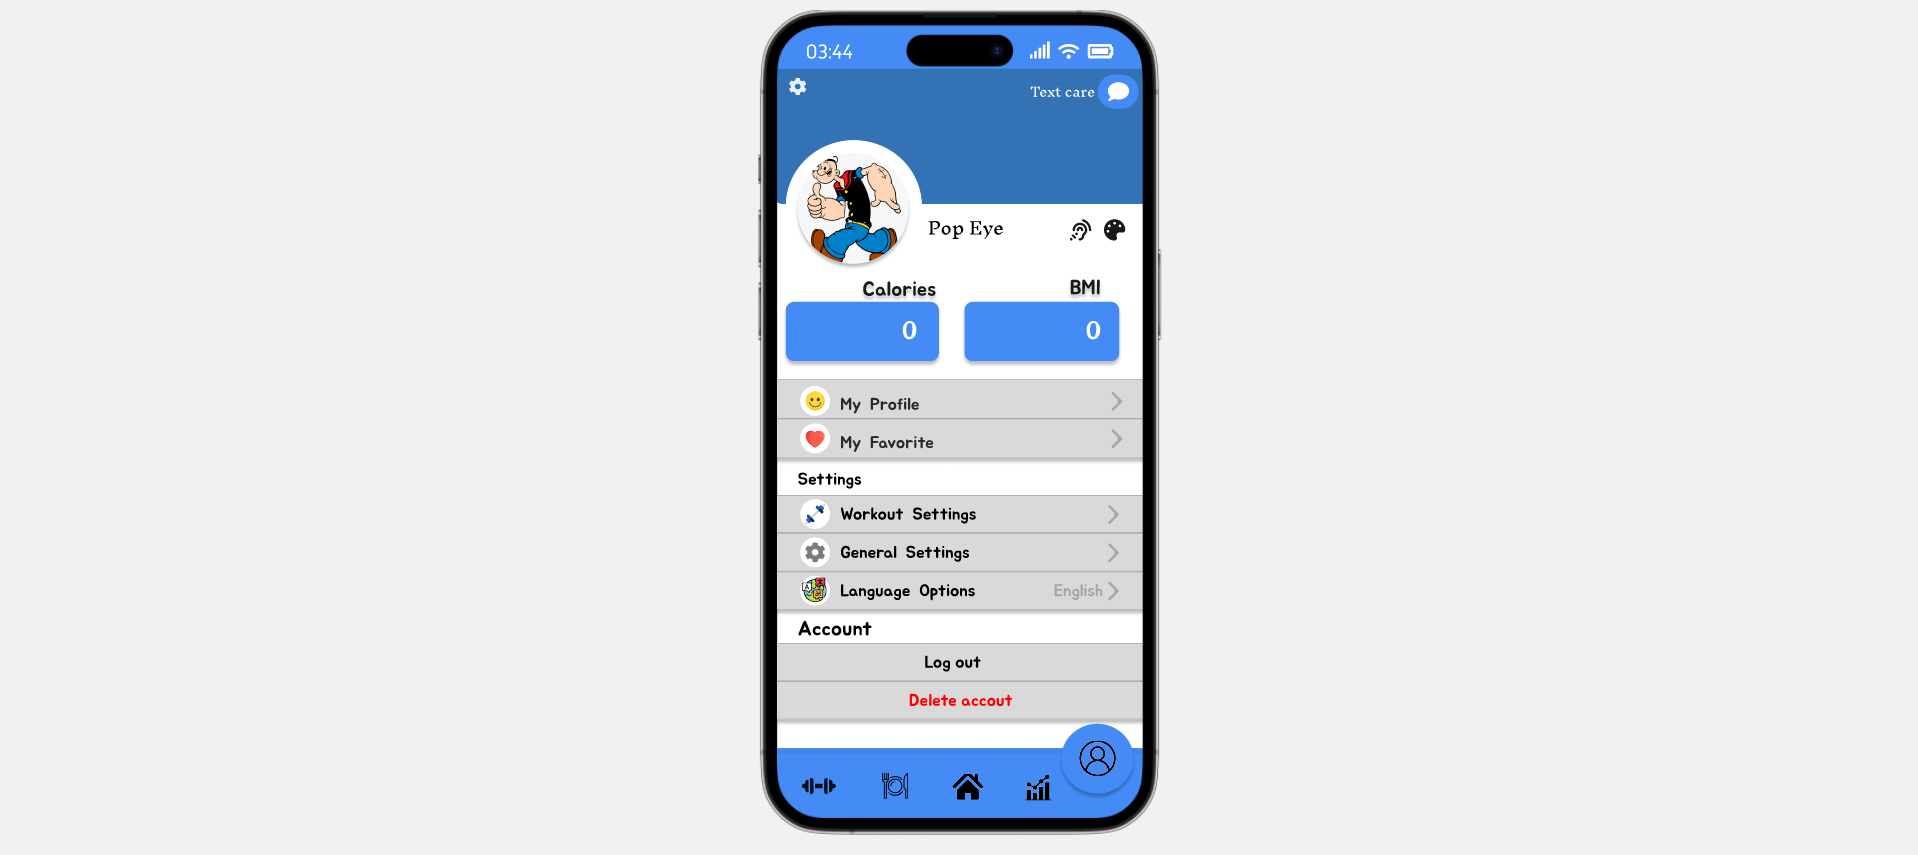 03:44
Text care
Pop Eye
Calories
BMI
0
0
My Profile
My Favorite
Settings
Workout Settings
General Settings
Language Options English
Account
Log out
Delete accout